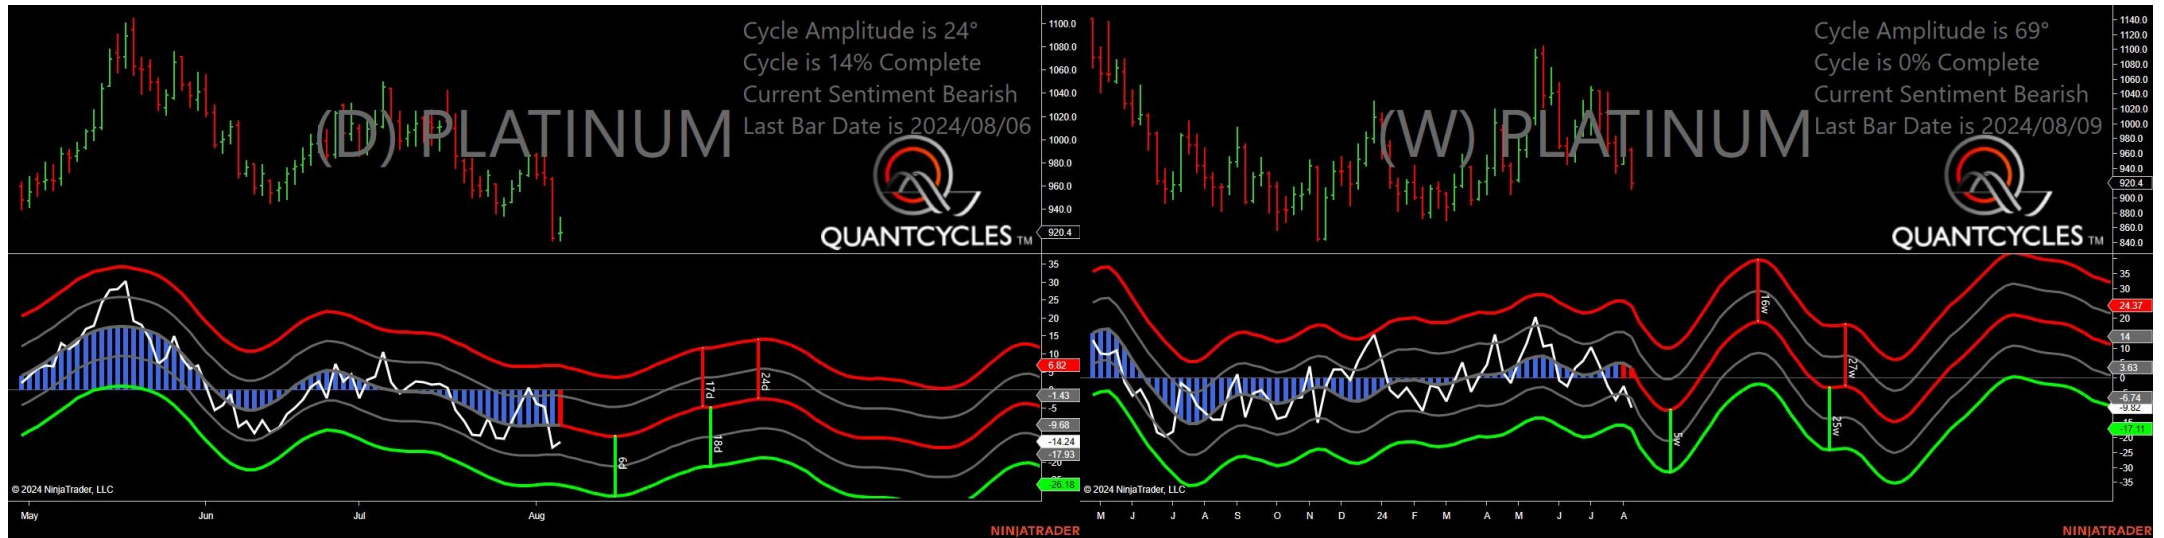 Cycle Amplitude is 24°
Cycle is 14% Complete
Current Sentiment Bearish
Last Bar Date is 2024/08/06
(D) PLATINUM
QUANTCYCLES TM
1100.0
1080.0
1060.0
1040.0
1020.0
1000.0
980.0
960.0
940.0
920.4
35
30
25
20
15
10
6.82
-1.43
-5
-9.68
-14.24
-17.93
-20
-26.18
17d
24d
18d
6d
© 2024 NinjaTrader, LLC
May Jun Jul Aug
NINJATRADER
Cycle Amplitude is 69°
Cycle is 0% Complete
Current Sentiment Bearish
Last Bar Date is 2024/08/09
(W) PLATINUM
QUANTCYCLES TM
1140.0
1120.0
1100.0
1080.0
1060.0
1040.0
1020.0
1000.0
980.0
960.0
940.0
920.4
900.0
880.0
860.0
840.0
35
30
24.37
20
14
10
3.63
0
-6.74
-9.82
-17.11
-20
-25
-30
-35
16w
27w
5w
25w
© 2024 NinjaTrader, LLC
M J J A S O N D 24 F M A M J J A
NINJATRADER